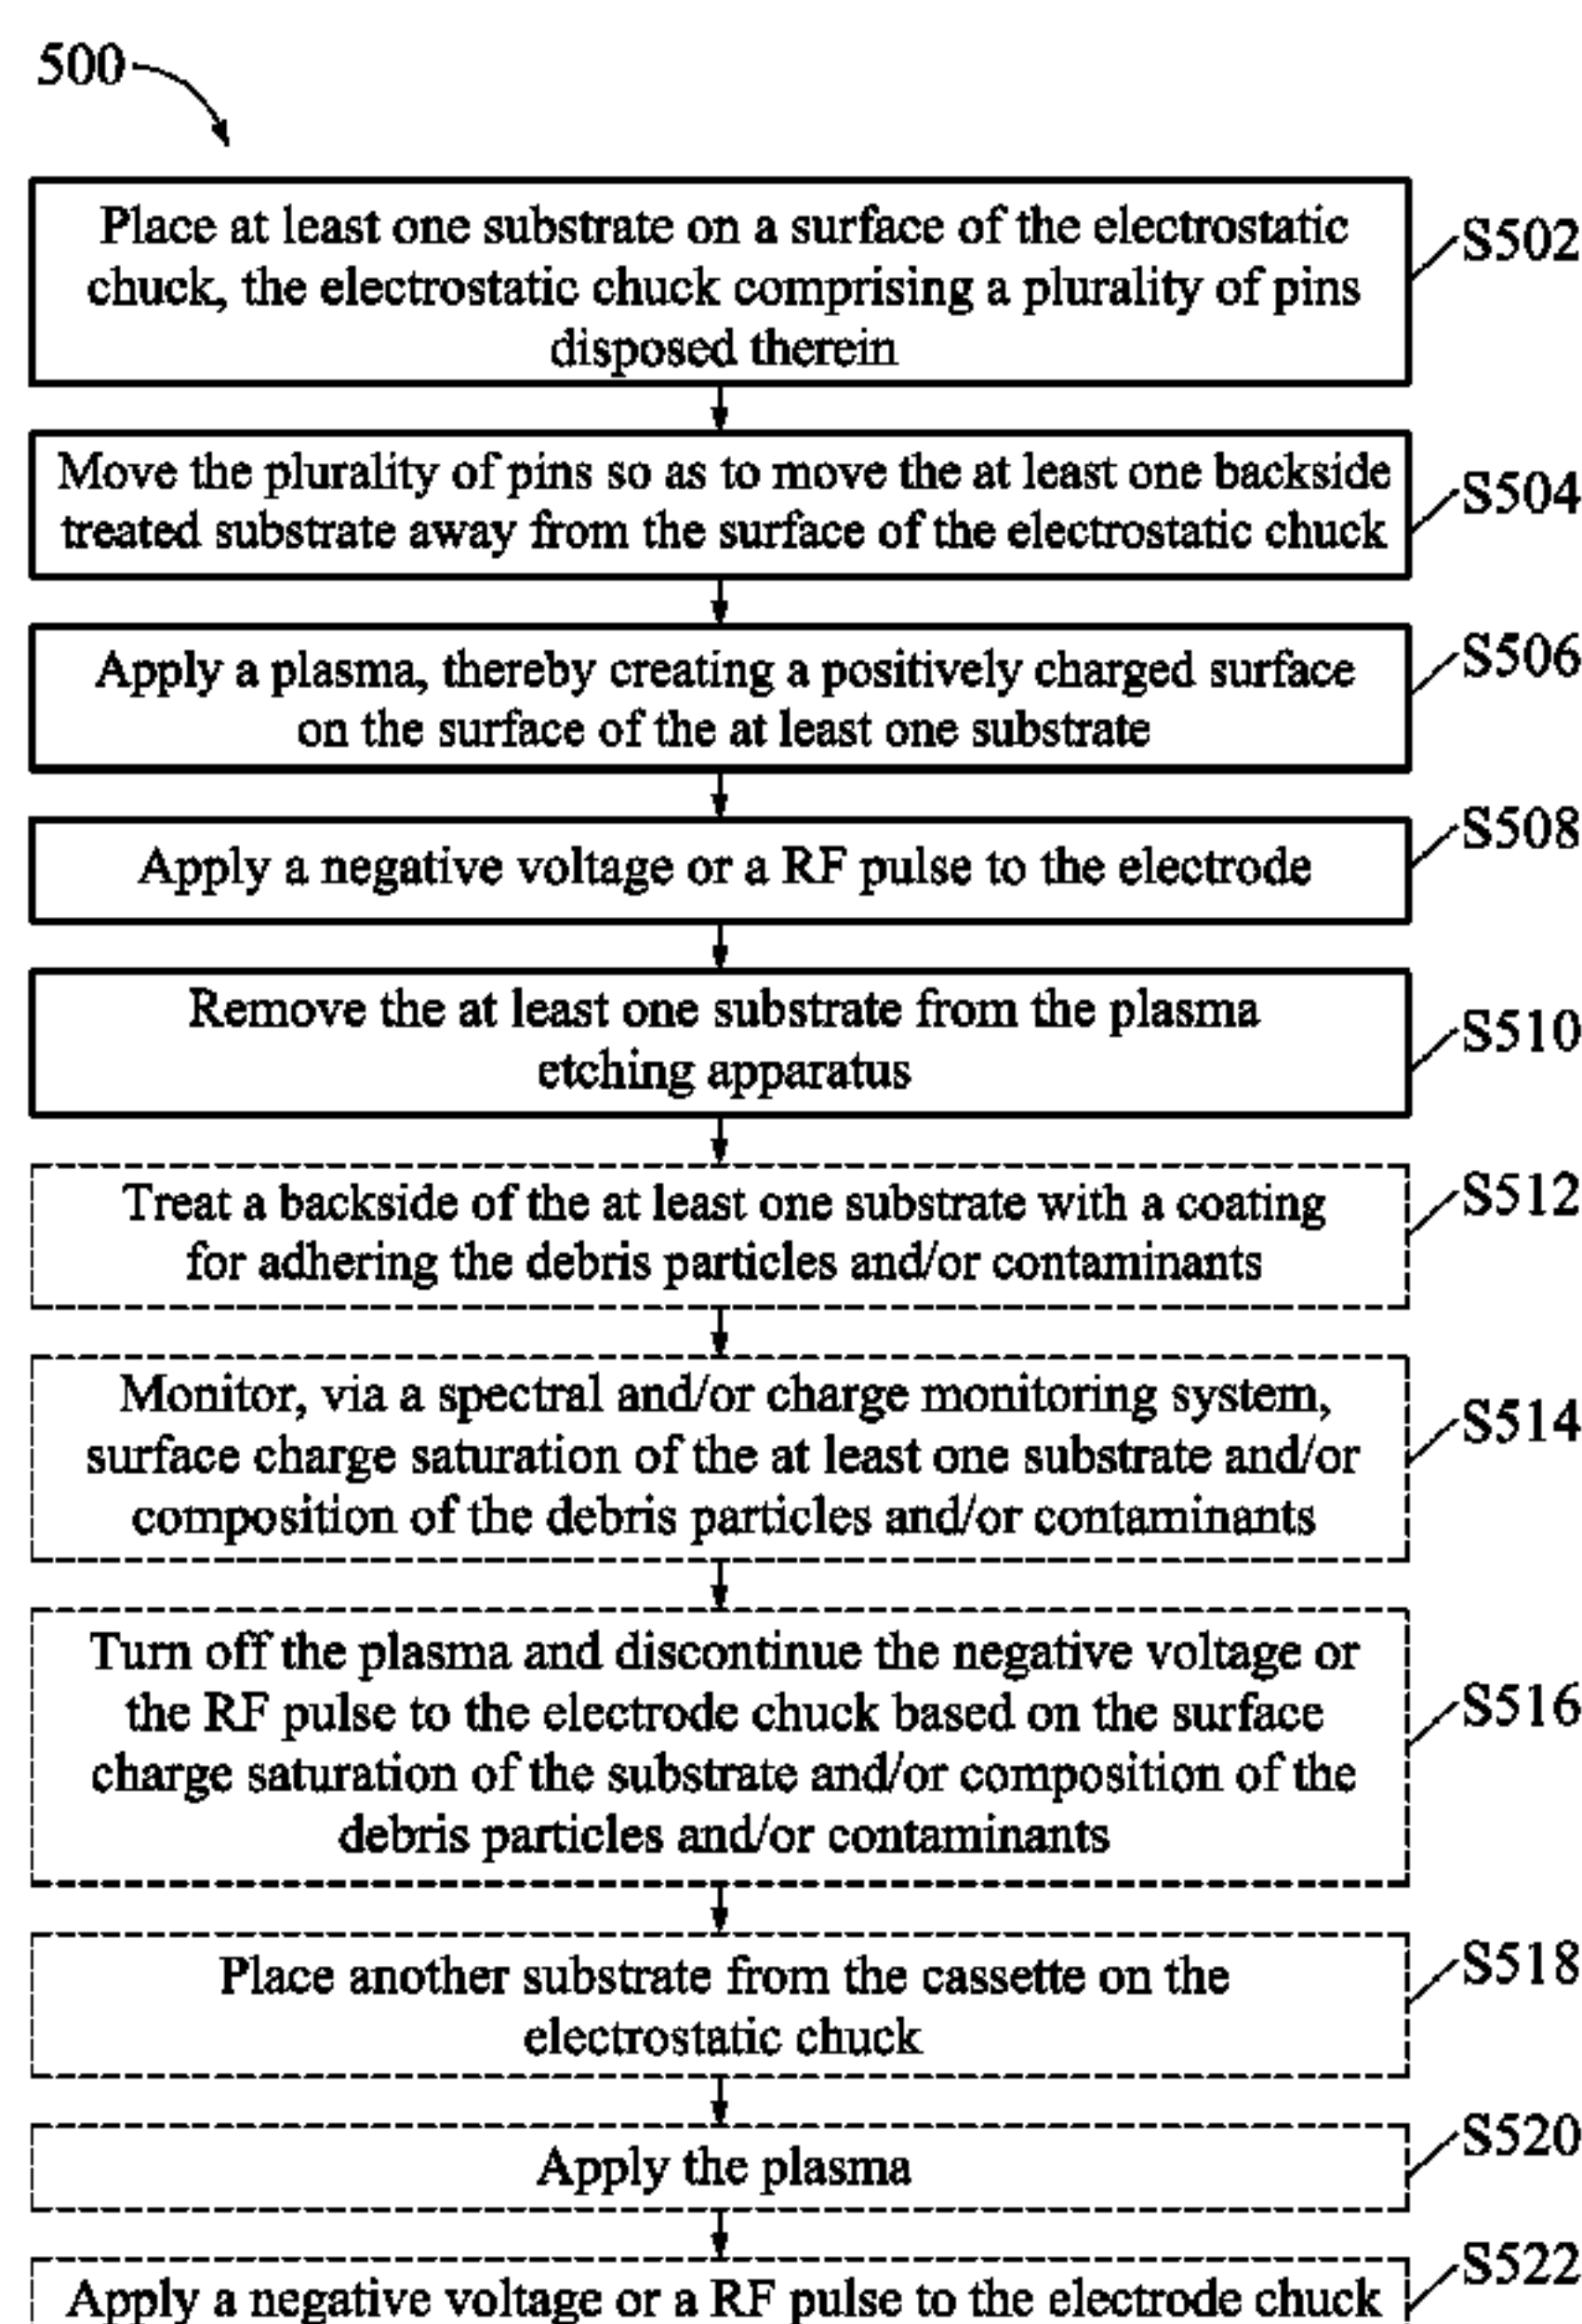 500
Place at least one substrate on a surface of the electrostatic
chuck, the electrostatic chuck comprising a plurality of pins
disposed therein
S502
Move the plurality of pins so as to move the at least one backside
treated substrate away from the surface of the electrostatic chuck
S504
Apply a plasma, thereby creating a positively charged surface
on the surface of the at least one substrate
S506
Apply a negative voltage or a RF pulse to the electrode
S508
Remove the at least one substrate from the plasma
etching apparatus
S510
Treat a backside of the at least one substrate with a coating
for adhering the debris particles and/or contaminants
S512
Monitor, via a spectral and/or charge monitoring system,
surface charge saturation of the at least one substrate and/or
composition of the debris particles and/or contaminants
S514
Turn off the plasma and discontinue the negative voltage or
the RF pulse to the electrode chuck based on the surface
charge saturation of the substrate and/or composition of the
debris particles and/or contaminants
S516
Place another substrate from the cassette on the
electrostatic chuck
S518
Apply the plasma
S520
Apply a negative voltage or a RF pulse to the electrode chuck
S522